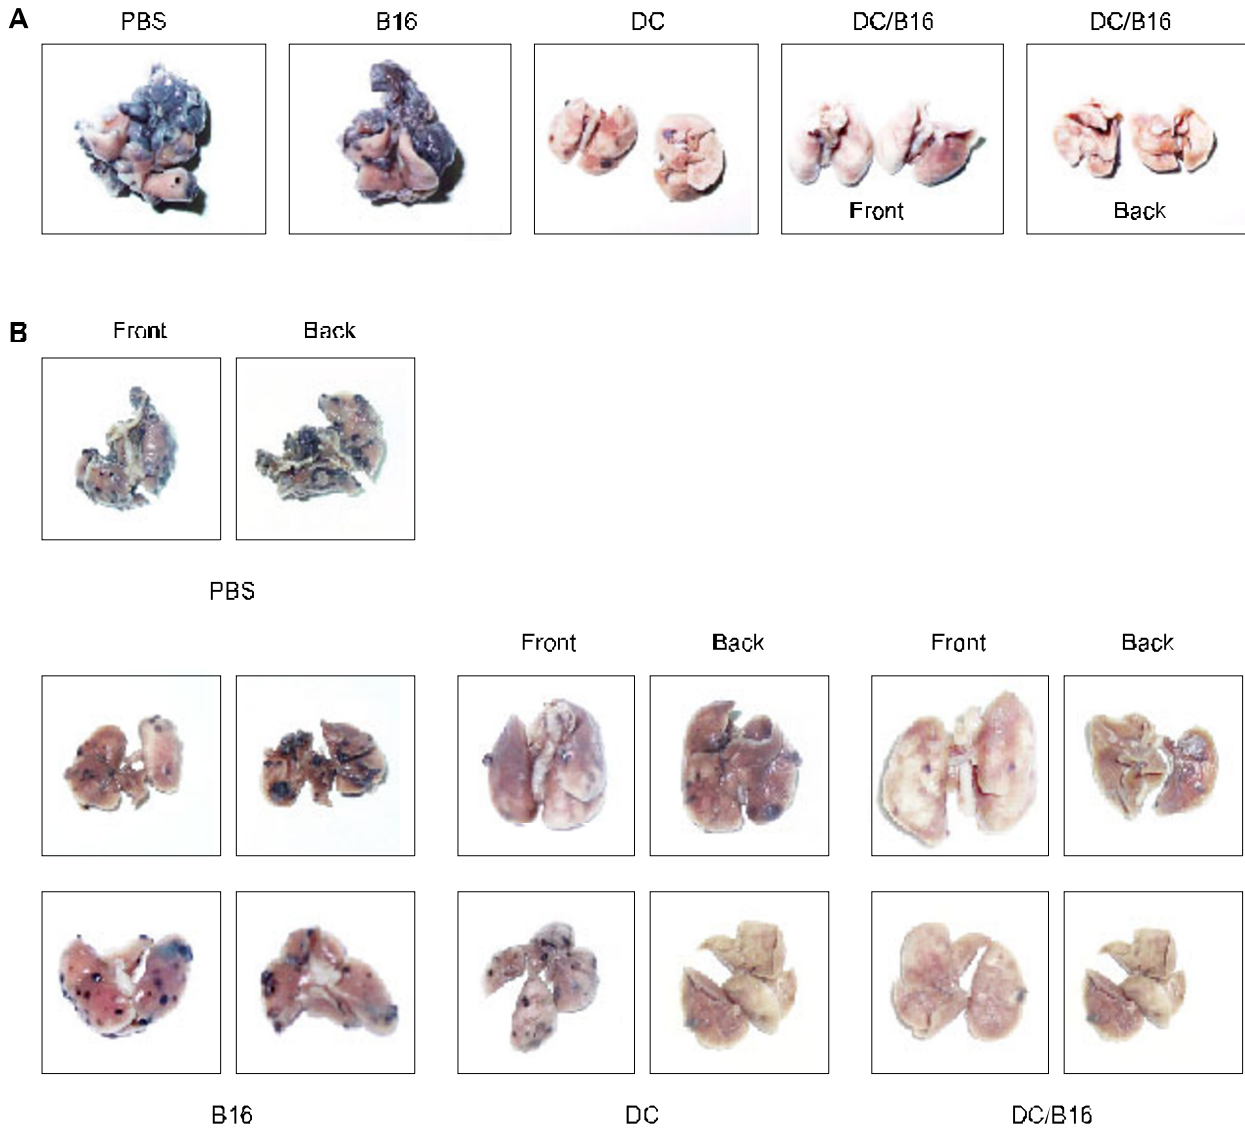 A PBS B16 DC DC/B16 DC/B16
Front Back
B Front Back
PBS
Front Back Front Back
B16 DC DC/B16